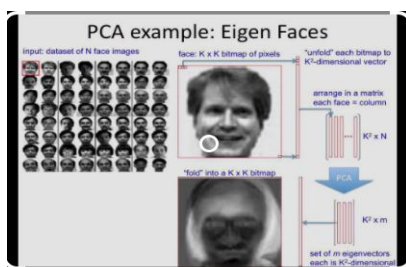 PCA example: Eigen Faces
input: dataset of N face images
face: K x K bitmap of pixels
"unfold" each bitmap to
K²-dimensional vector
arrange in a matrix
each face = column
K² x N
PCA
"fold" into a K x K bitmap
K² x m
set of m eigenvectors
each is K²-dimensional